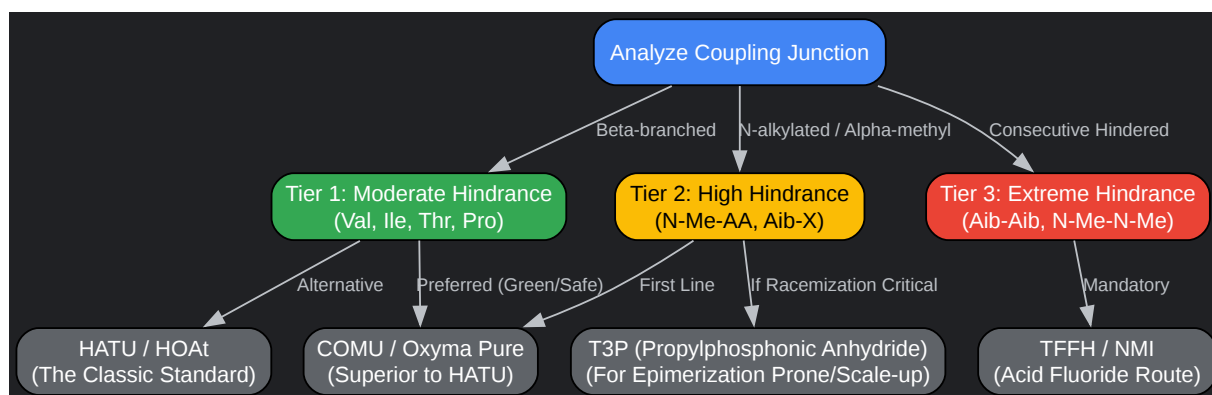 Analyze Coupling Junction
Beta-branched
N-alkylated / Alpha-methyl
Consecutive Hindered
Tier 1: Moderate Hindrance
(Val, Ile, Thr, Pro)
Tier 2: High Hindrance
(N-Me-AA, Aib-X)
Tier 3: Extreme Hindrance
(Aib-Aib, N-Me-N-Me)
Alternative
Preferred (Green/Safe)
First Line
If Racemization Critical
Mandatory
HATU / HOAt
(The Classic Standard)
COMU / Oxyma Pure
(Superior to HATU)
T3P (Propylphosphonic Anhydride)
(For Epimerization Prone/Scale-up)
TFFH / NMI
(Acid Fluoride Route)